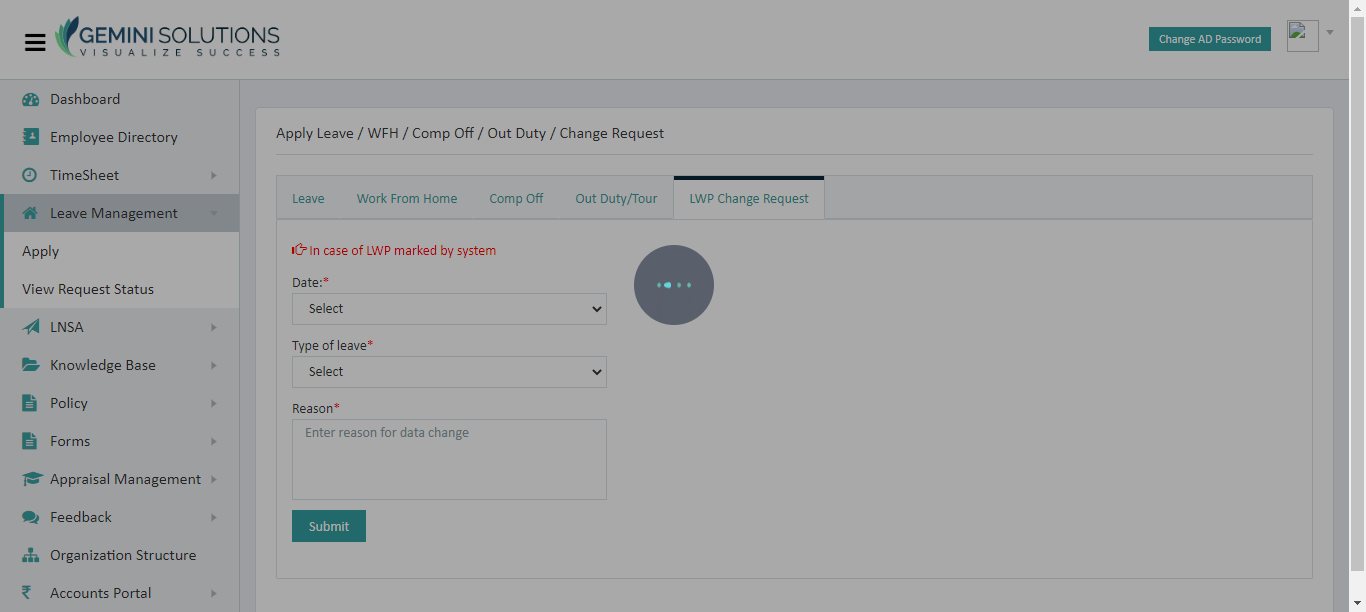 GEMINI SOLUTIONS
VISUALIZE SUCCESS
Change AD Password
Dashboard
Employee Directory
TimeSheet
Leave Management
Apply
View Request Status
LNSA
Knowledge Base
Policy
Forms
Appraisal Management
Feedback
Organization Structure
₹ Accounts Portal
Apply Leave / WFH / Comp Off / Out Duty / Change Request
Leave Work From Home Comp Off Out Duty/Tour LWP Change Request
In case of LWP marked by system
Date:*
Select
Type of leave*
Select
Reason*
Enter reason for data change
Submit